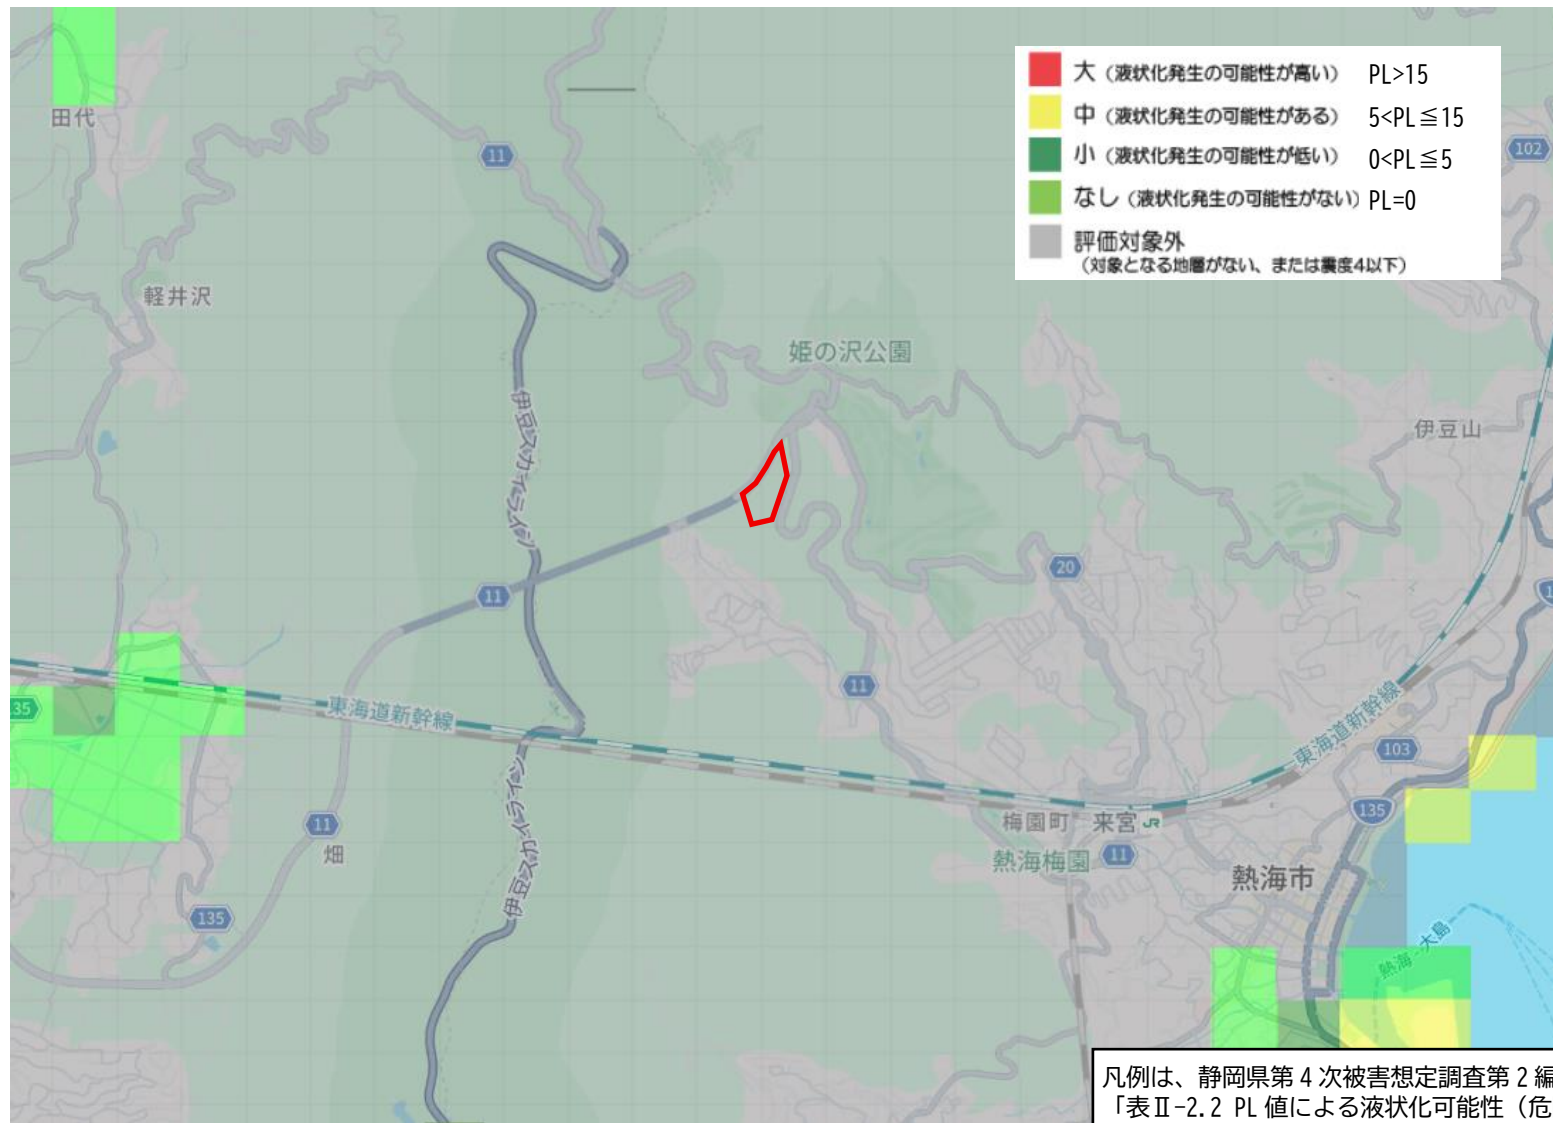 大（液状化発生の可能性が高い） PL>15
中（液状化発生の可能性がある） 5<PL≦15
小（液状化発生の可能性が低い） 0<PL≦5
なし（液状化発生の可能性がない） PL=0
評価対象外
（対象となる地層がない、または震度4以下）
田代
11
102
軽井沢
姫の沢公園
伊豆スカイライン
伊豆山
20
11
11
35
東海道新幹線
東海道新幹線
103
135
11
畑
梅園町
来宮 JR
熱海梅園
11
熱海市
伊豆スカイライン
135
熱海-大島
凡例は、静岡県第4次被害想定調査第2編
「表Ⅱ-2.2 PL値による液状化可能性（危